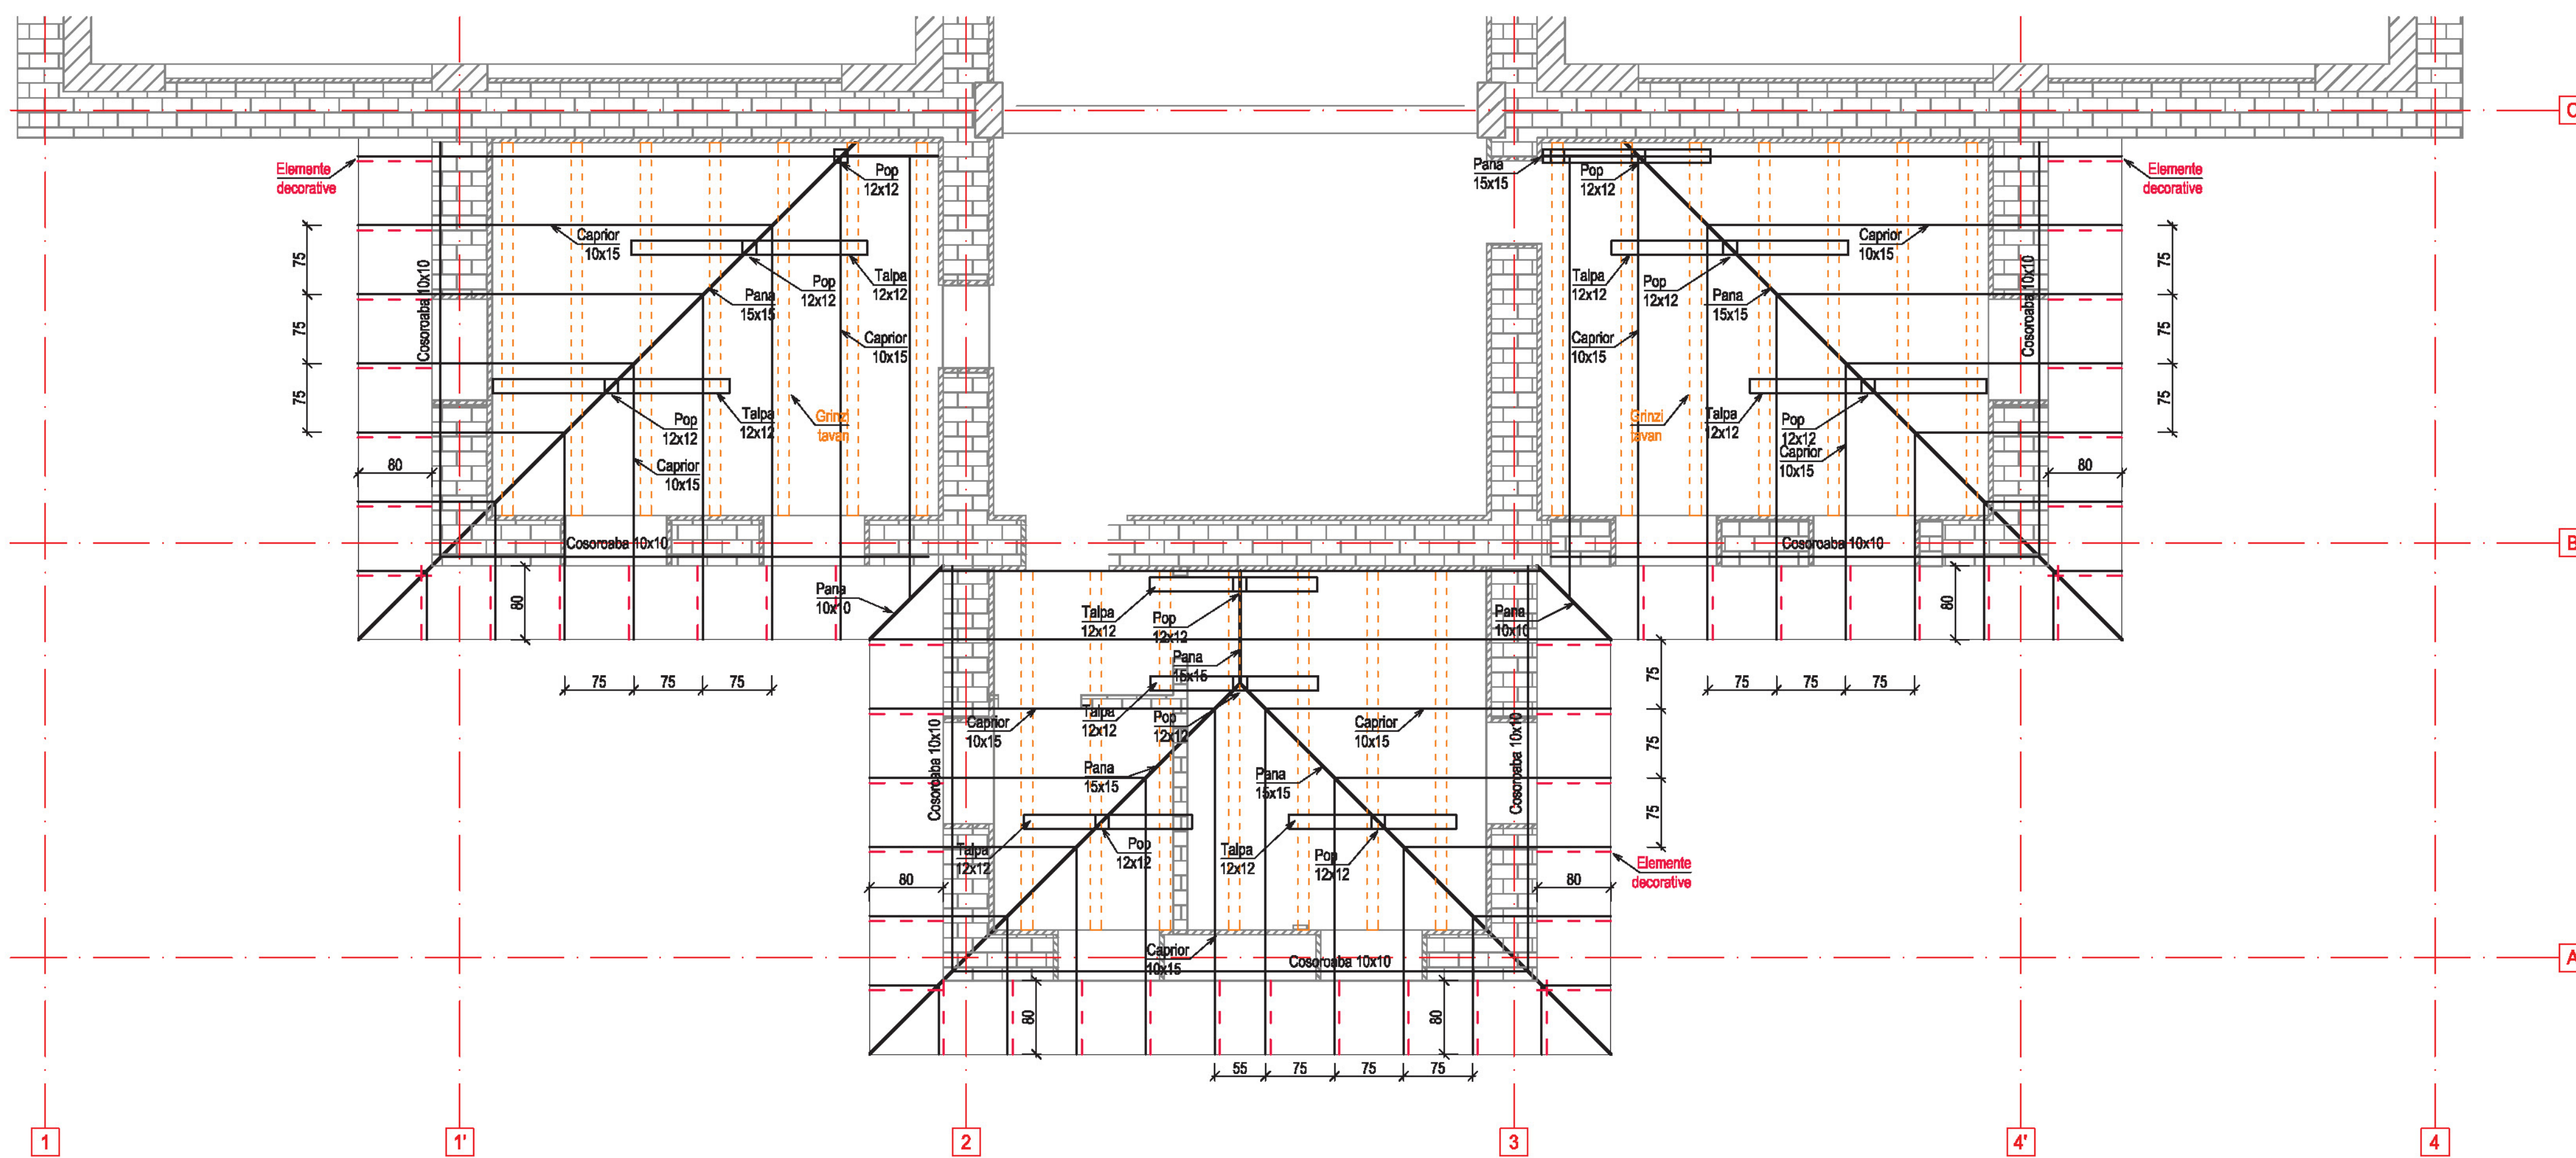 C
Elemente
decorative
Pop
12x12
Pana
15x15
Pop
12x12
Elemente
decorative
Caprior
10x15
Caprior
10x15
75
Cosoroaba 10x10
Pop
12x12
Talpa
12x12
Talpa
12x12
Pop
12x12
Cosoroaba 10x10
75
Pana
15x15
Pana
15x15
75
Caprior
10x15
Caprior
10x15
75
75
Pop
12x12
Talpa
12x12
Grinzi
tavan
Grinzi
tavan
Talpa
12x12
Pop
12x12
75
80
Caprior
10x15
Caprior
10x15
80
Cosoroaba 10x10
Cosoroaba 10x10
B
80
Pana
10x10
Talpa
12x12
Pop
12x12
Pana
10x10
80
Pana
15x15
75
75
75
75
75
75
75
Talpa
12x12
Pop
12x12
Caprior
10x15
Caprior
10x15
Cosoroaba 10x10
Cosoroaba 10x10
75
Pana
15x15
Pana
15x15
75
Talpa
12x12
Pop
12x12
Talpa
12x12
Pop
12x12
Elemente
decorative
80
80
Caprior
10x15
Cosoroaba 10x10
A
80
80
55
75
75
75
1
1'
2
3
4'
4